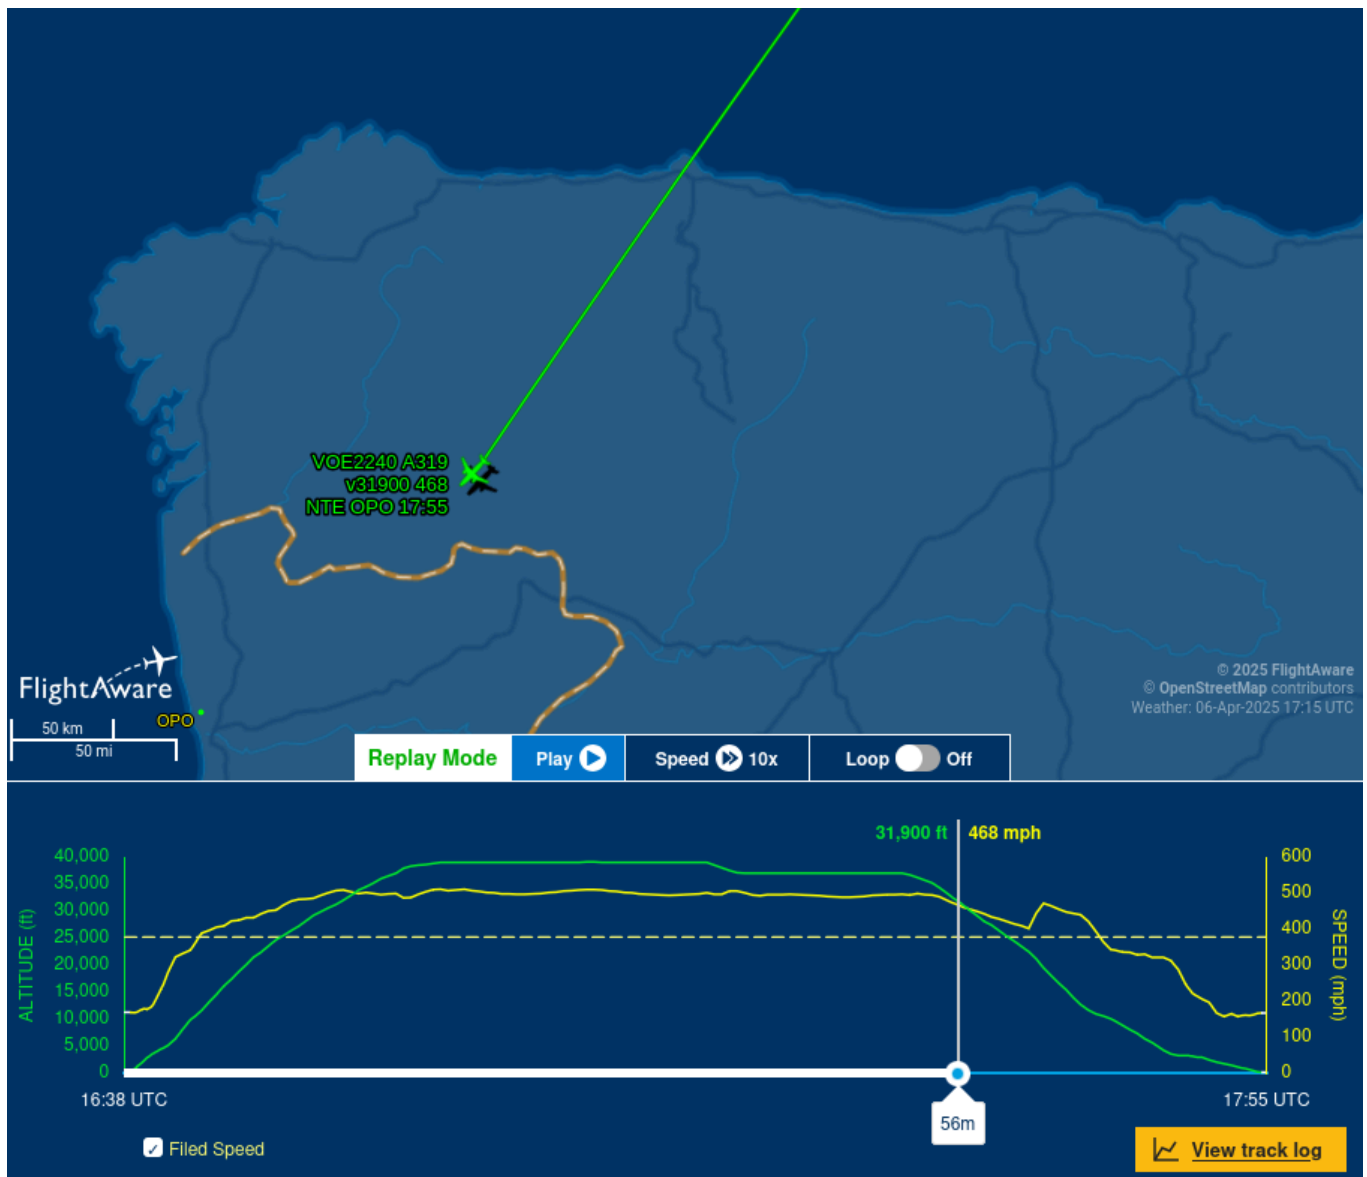 VOE2240 A319
v31900 468
NTE OPO 17:55
FlightAware
© 2025 FlightAware
© OpenStreetMap contributors
Weather: 06-Apr-2025 17:15 UTC
OPO
50 km
50 mi
Replay Mode
Play
Speed 10x
Loop Off
31,900 ft 468 mph
40,000
35,000
30,000
25,000
20,000
15,000
10,000
5,000
0
ALTITUDE (ft)
600
500
400
300
200
100
0
SPEED (mph)
16:38 UTC
17:55 UTC
56m
Filed Speed
View track log